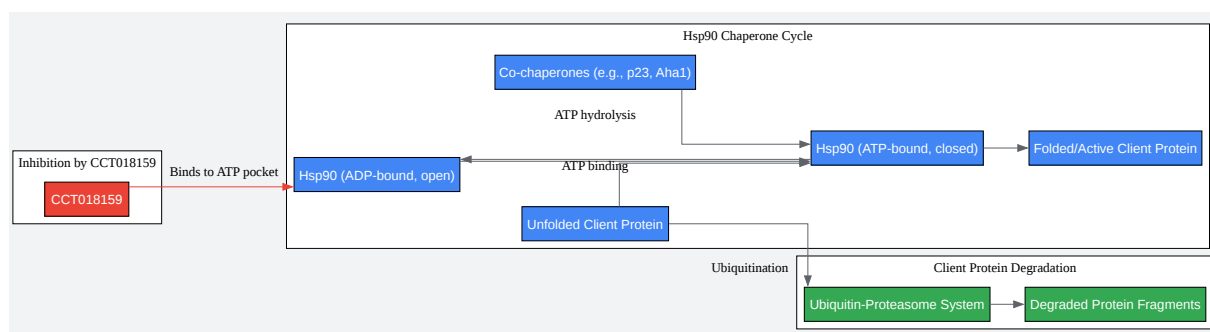 Hsp90 Chaperone Cycle
Co-chaperones (e.g., p23, Aha1)
ATP hydrolysis
Hsp90 (ATP-bound, closed)
Folded/Active Client Protein
Inhibition by CCT018159
CCT018159
Binds to ATP pocket
Hsp90 (ADP-bound, open)
ATP binding
Unfolded Client Protein
Ubiquitination
Client Protein Degradation
Ubiquitin-Proteasome System
Degraded Protein Fragments